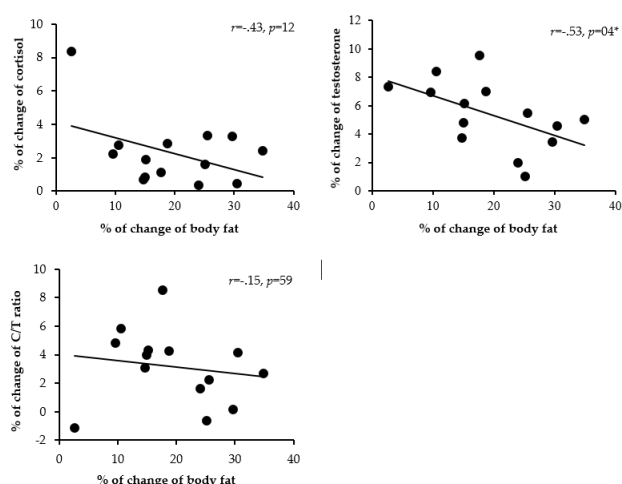 r=-.43, p=12
10
8
6
4
2
0
0 10 20 30 40
% of change of cortisol
% of change of body fat
r=-.53, p=04*
12
10
8
6
4
2
0
0 10 20 30 40
% of change of testosterone
% of change of body fat
r=-.15, p=59
10
8
6
4
2
0
-2
0 10 20 30 40
% of change of C/T ratio
% of change of body fat